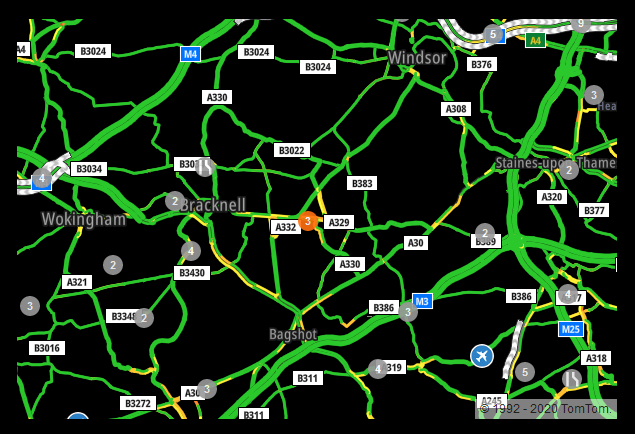 9
5
A4
A4
B3024
M4
B3024
B3024
Windsor
B376
3
Hea
A330
A308
B3022
Staines-upon-Thame
2
B3034
4
B383
A320
B377
2
Bracknell
Wokingham
A332
3
A329
2
B389
A30
4
2
A330
B3430
A321
B386
3
M3
B386
4
3
B3348
2
Bagshot
M25
B3016
A318
4
B319
5
B311
3
A30
B3272
B311
A245
© 1992 - 2020 TomTom.